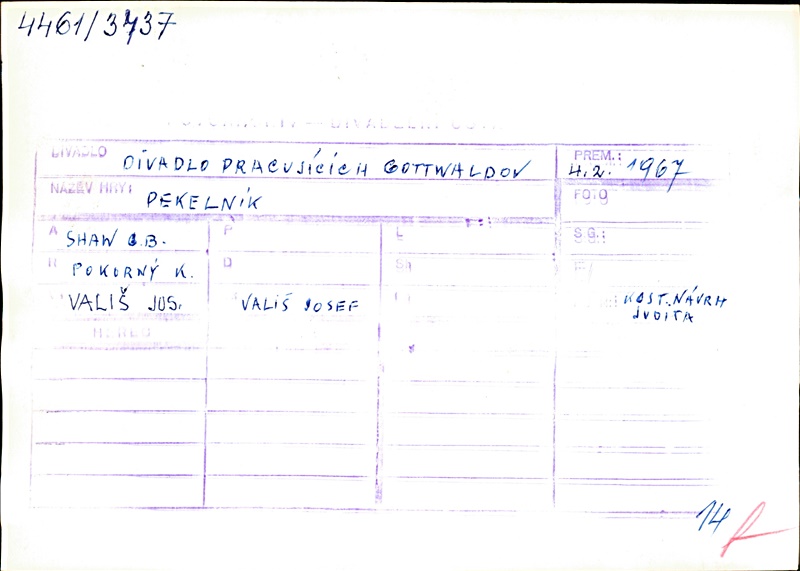 4461/3737
DIVADLO DIVADLO PRACUJÍCÍCH GOTTWALDOV PREM.: 4.2. 1967
NÁZEV HRY: PEKELNÍK FOTO
A SHAW G.B. P L S.G.:
R POKORNÝ K. D
VALIŠ JOS. VALIŠ JOSEF KOST. NÁVRH
JUDITA
HEREC
14